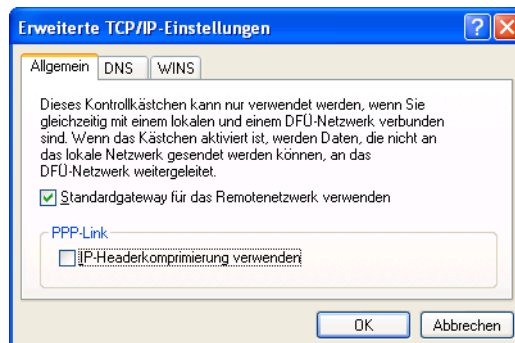 Erweiterte TCP/IP-Einstellungen
Allgemein DNS WINS
Dieses Kontrollkästchen kann nur verwendet werden, wenn Sie
gleichzeitig mit einem lokalen und einem DFÜ-Netzwerk verbunden
sind. Wenn das Kästchen aktiviert ist, werden Daten, die nicht an
das lokale Netzwerk gesendet werden können, an das
DFÜ-Netzwerk weitergeleitet.
Standardgateway für das Remotenetzwerk verwenden
PPP-Link
IP-Headerkomprimierung verwenden
OK Abbrechen